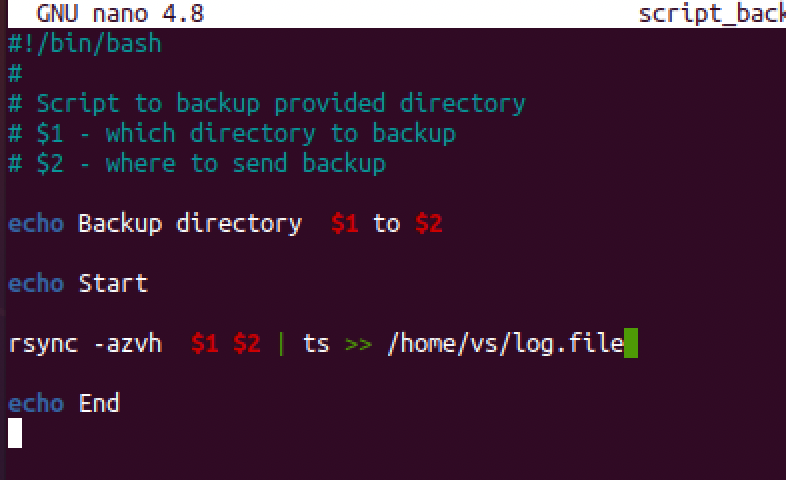 GNU nano 4.8 script_back
#!/bin/bash
#
# Script to backup provided directory
# $1 - which directory to backup
# $2 - where to send backup
echo Backup directory  $1 to $2
echo Start
rsync -azvh  $1 $2 | ts >> /home/vs/log.file
echo End